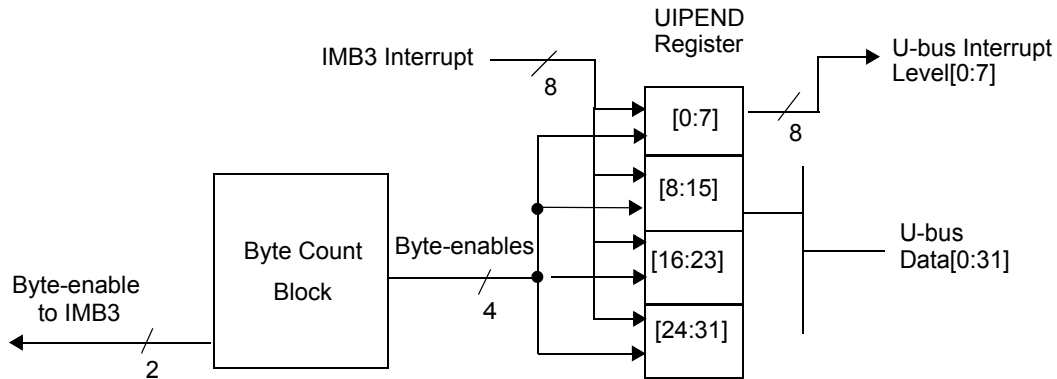 UIPEND
Register
IMB3 Interrupt
8
U-bus Interrupt
Level[0:7]
[0:7]
8
[8:15]
Byte Count
Block
Byte-enables
4
[16:23]
U-bus
Data[0:31]
Byte-enable
to IMB3
2
[24:31]